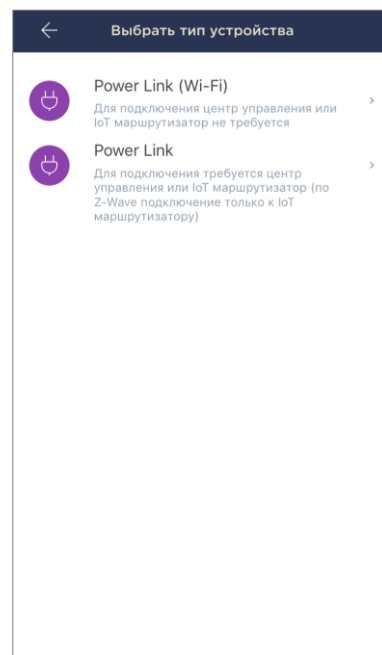 Выбрать тип устройства
Power Link (Wi-Fi)
Для подключения центр управления или
IoT маршрутизатор не требуется
Power Link
Для подключения требуется центр
управления или IoT маршрутизатор (по
Z-Wave подключение только к IoT
маршрутизатору)